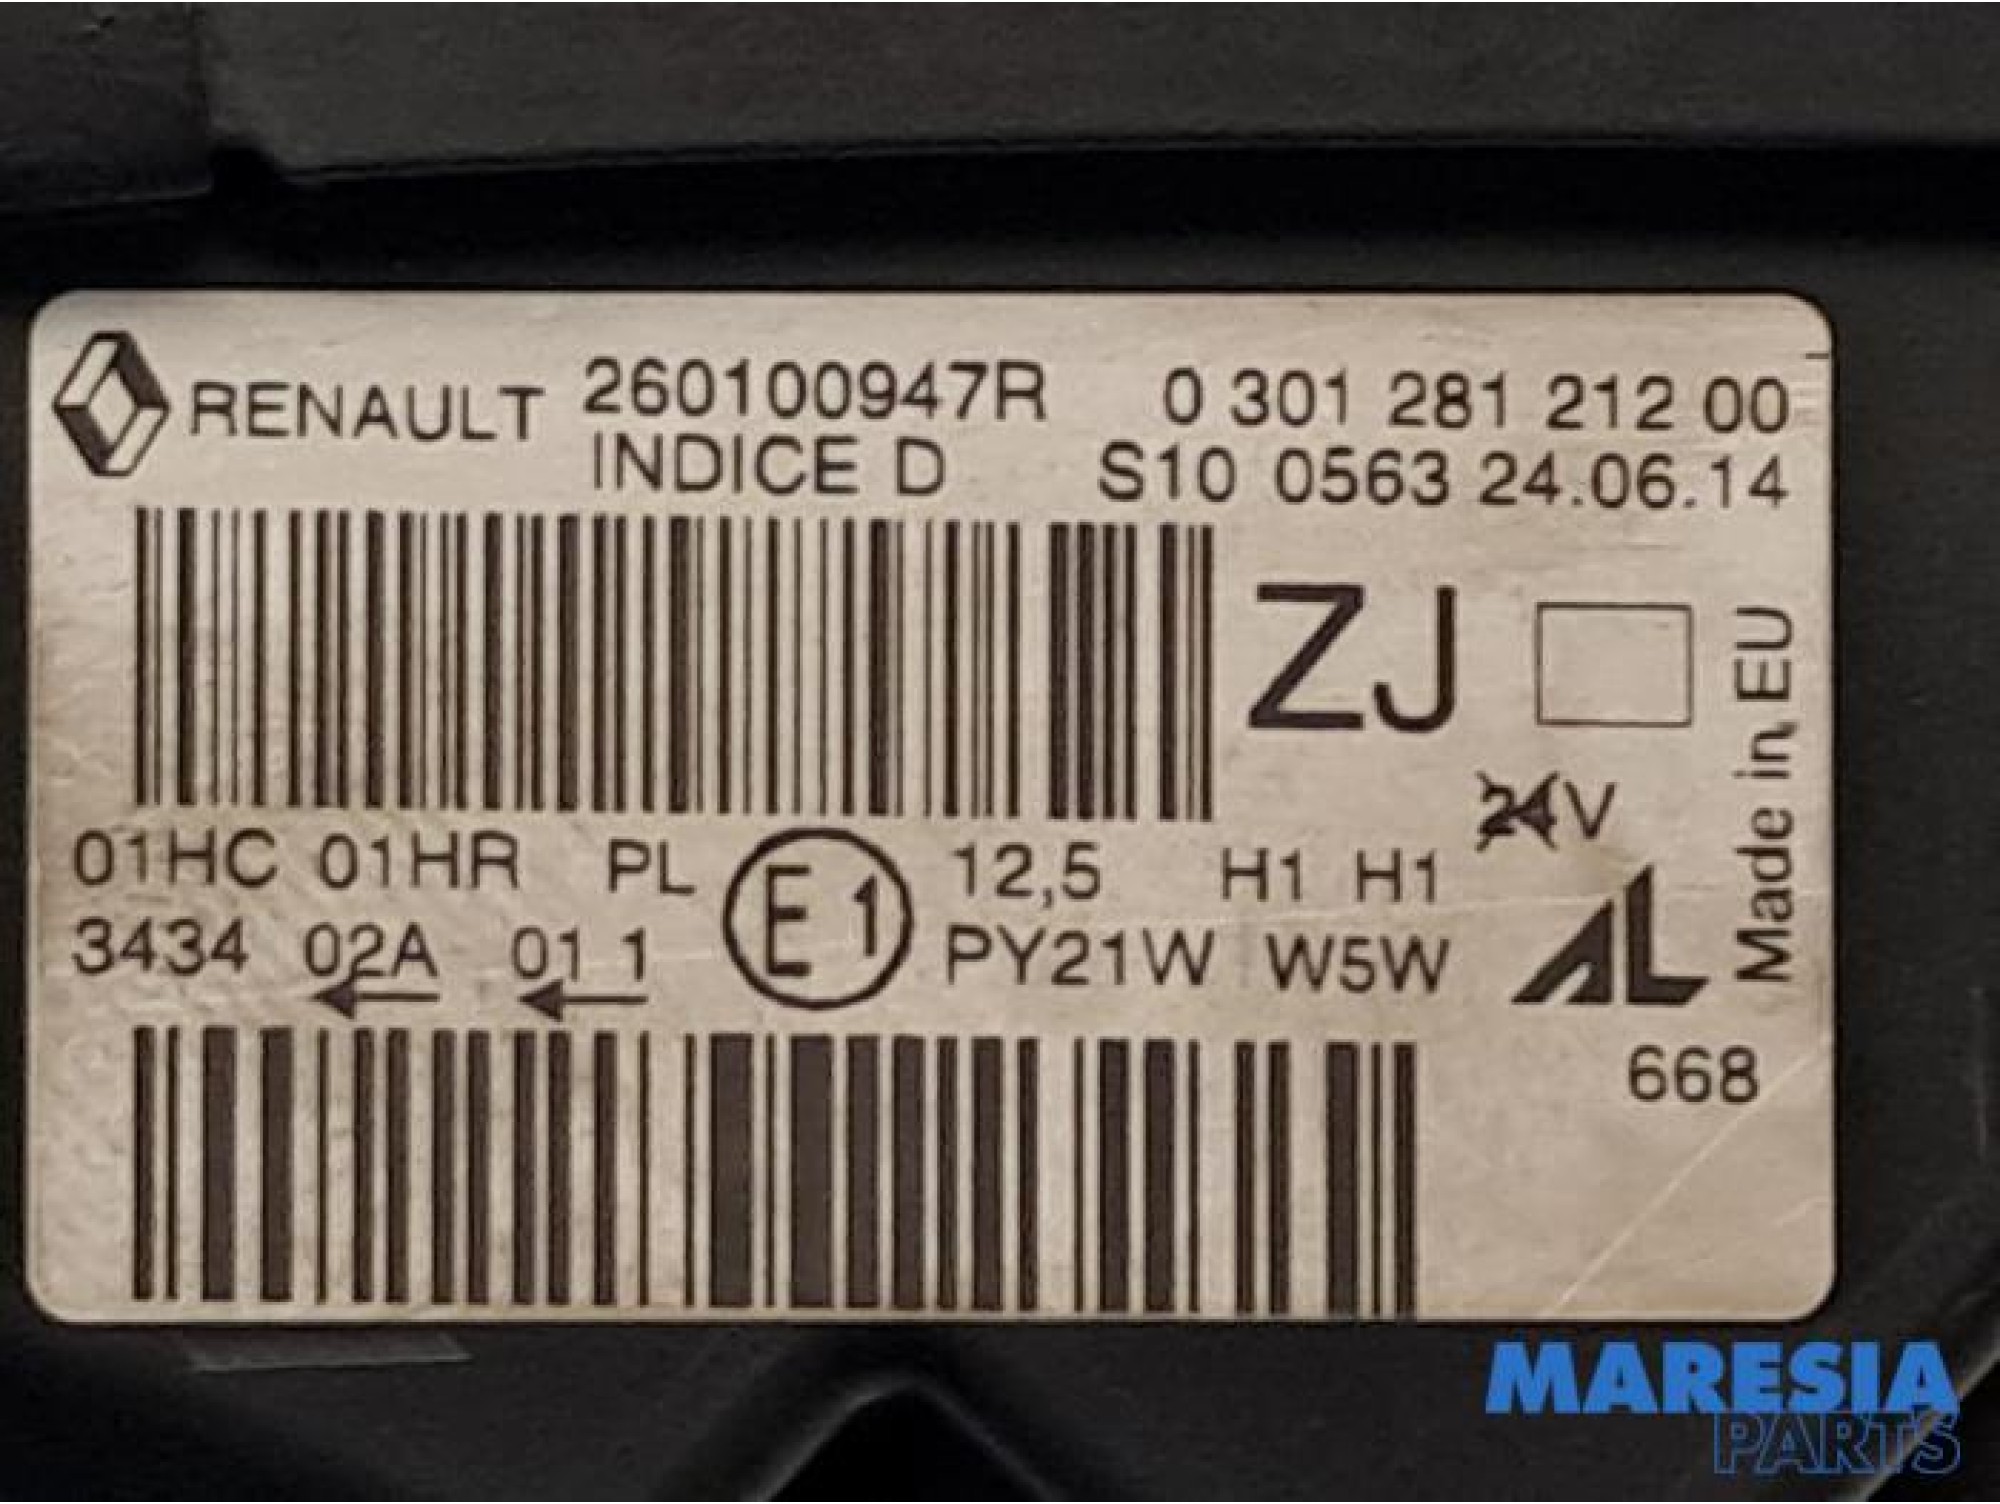 RENAULT 260100947R 0 301 281 212 00
INDICE D S10 0563 24.06.14
ZJ
Made in EU
24V
01HC 01HR PL E1 12,5 H1 H1
3434 02A 01 1 PY21W W5W
AL
668
MARESIA
PARTS